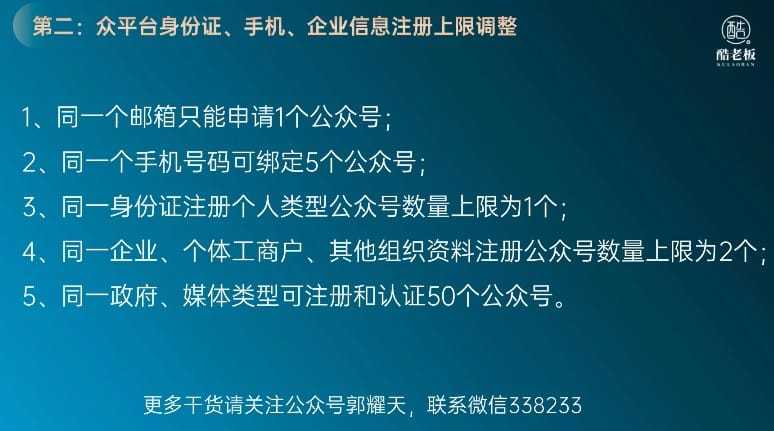 第二：众平台身份证、手机、企业信息注册上限调整
酷
酷老板
KULAOBAN
1、同一个邮箱只能申请1个公众号；
2、同一个手机号码可绑定5个公众号；
3、同一身份证注册个人类型公众号数量上限为1个；
4、同一企业、个体工商户、其他组织资料注册公众号数量上限为2个；
5、同一政府、媒体类型可注册和认证50个公众号。
更多干货请关注公众号郭耀天，联系微信338233